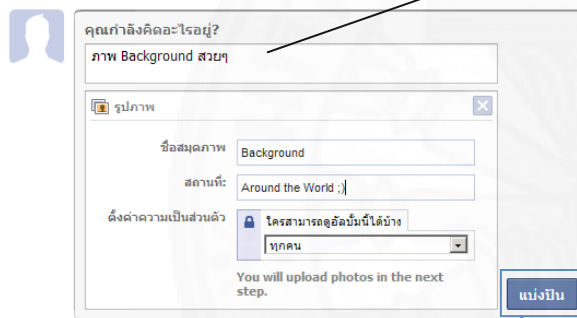 คุณกำลังคิดอะไรอยู่?
ภาพ Background สวยๆ
รูปภาพ
ชื่อสมุดภาพ Background
สถานที่: Around the World ;)
ตั้งค่าความเป็นส่วนตัว ใครสามารถดูอัลบั้มนี้ได้บ้าง
ทุกคน
You will upload photos in the next
step.
แบ่งปัน